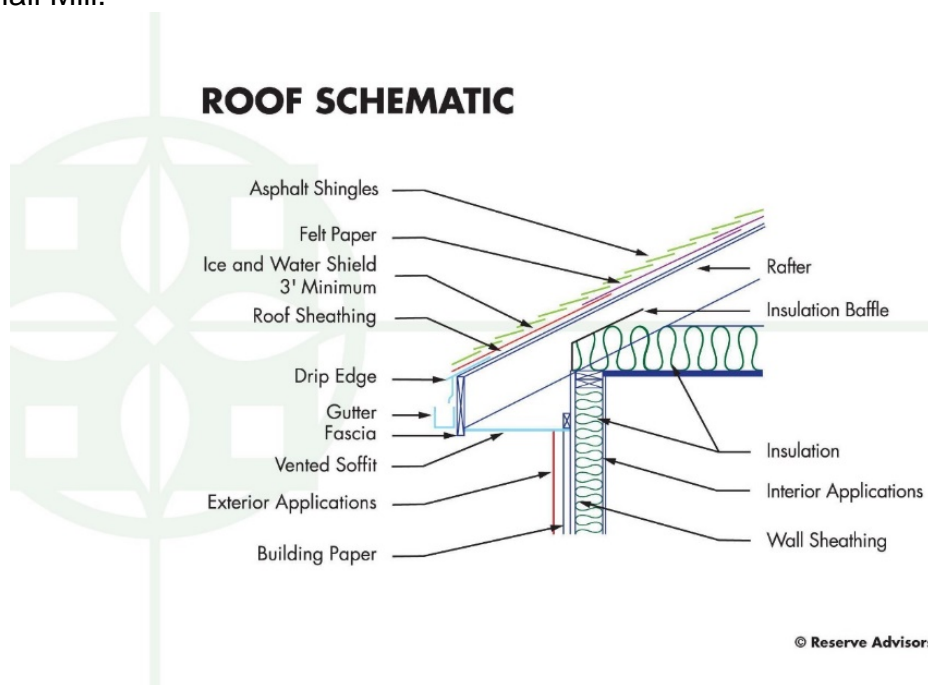 ROOF SCHEMATIC
Asphalt Shingles
Felt Paper
Ice and Water Shield
3' Minimum
Roof Sheathing
Drip Edge
Gutter
Fascia
Vented Soffit
Exterior Applications
Building Paper
Rafter
Insulation Baffle
Insulation
Interior Applications
Wall Sheathing
© Reserve Advisors